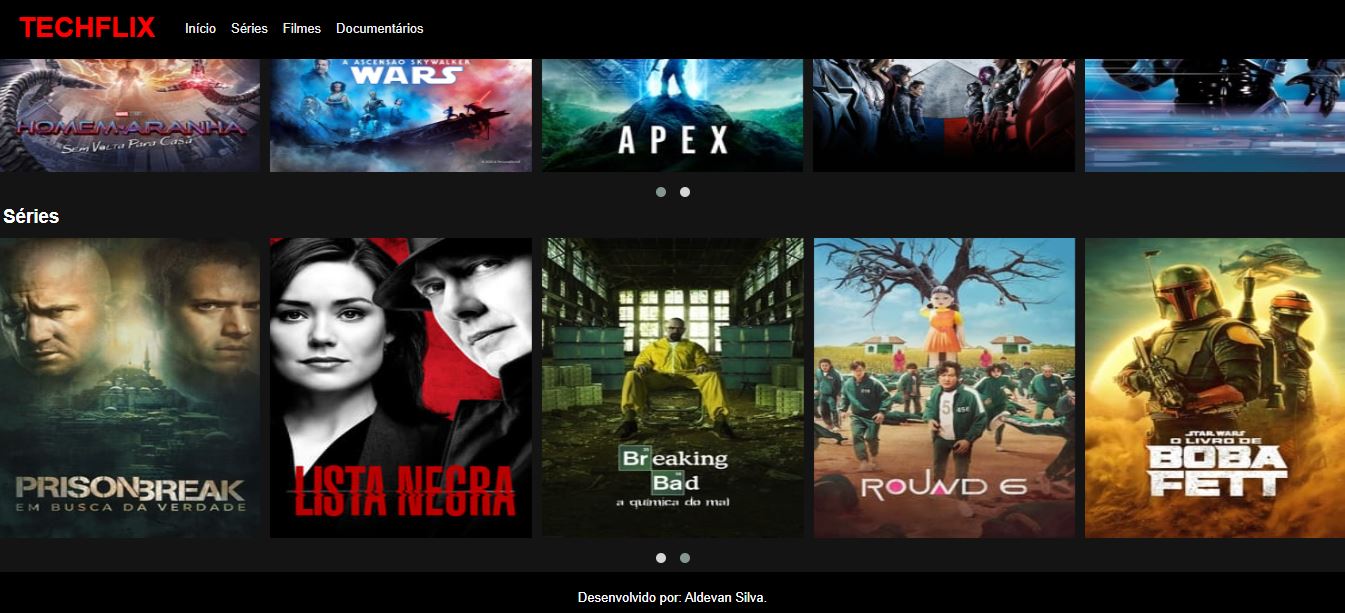 TECHFLIX Início Séries Filmes Documentários
MARVEL
HOMEM-ARANHA
SEM VOLTA PARA CASA
A ASCENSÃO SKYWALKER
WARS
APEX
Séries
PRISON BREAK
EM BUSCA DA VERDADE
LISTA NEGRA
Breaking
Bad
a química do mal
456
ROUND 6
STAR. WARS
O LIVRO DE
BOBA
FETT
Desenvolvido por: Aldevan Silva.